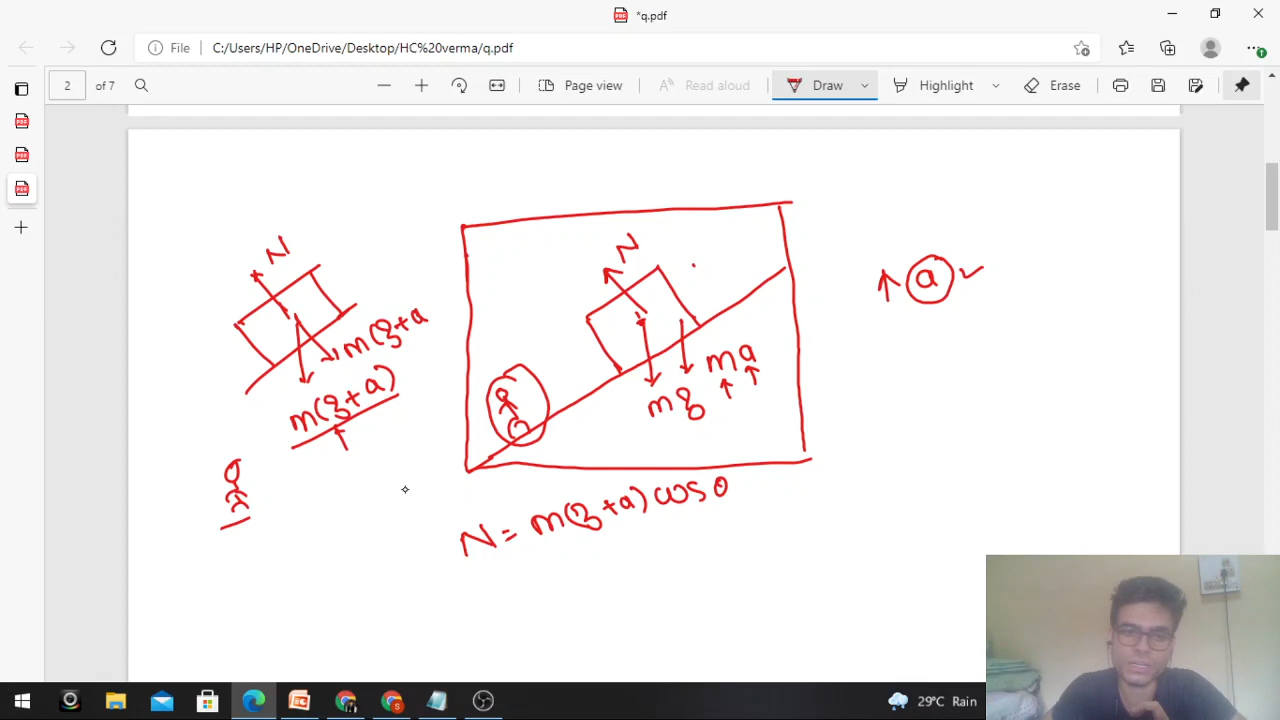 *q.pdf
File
C:/Users/HP/OneDrive/Desktop/HC%20verma/q.pdf
2 of 7
Page view
Read aloud
Draw
Highlight
Erase
N
m(g+a
m(g+a)
N
mg
ma
a
N = m(g+a) cos θ
29°C Rain